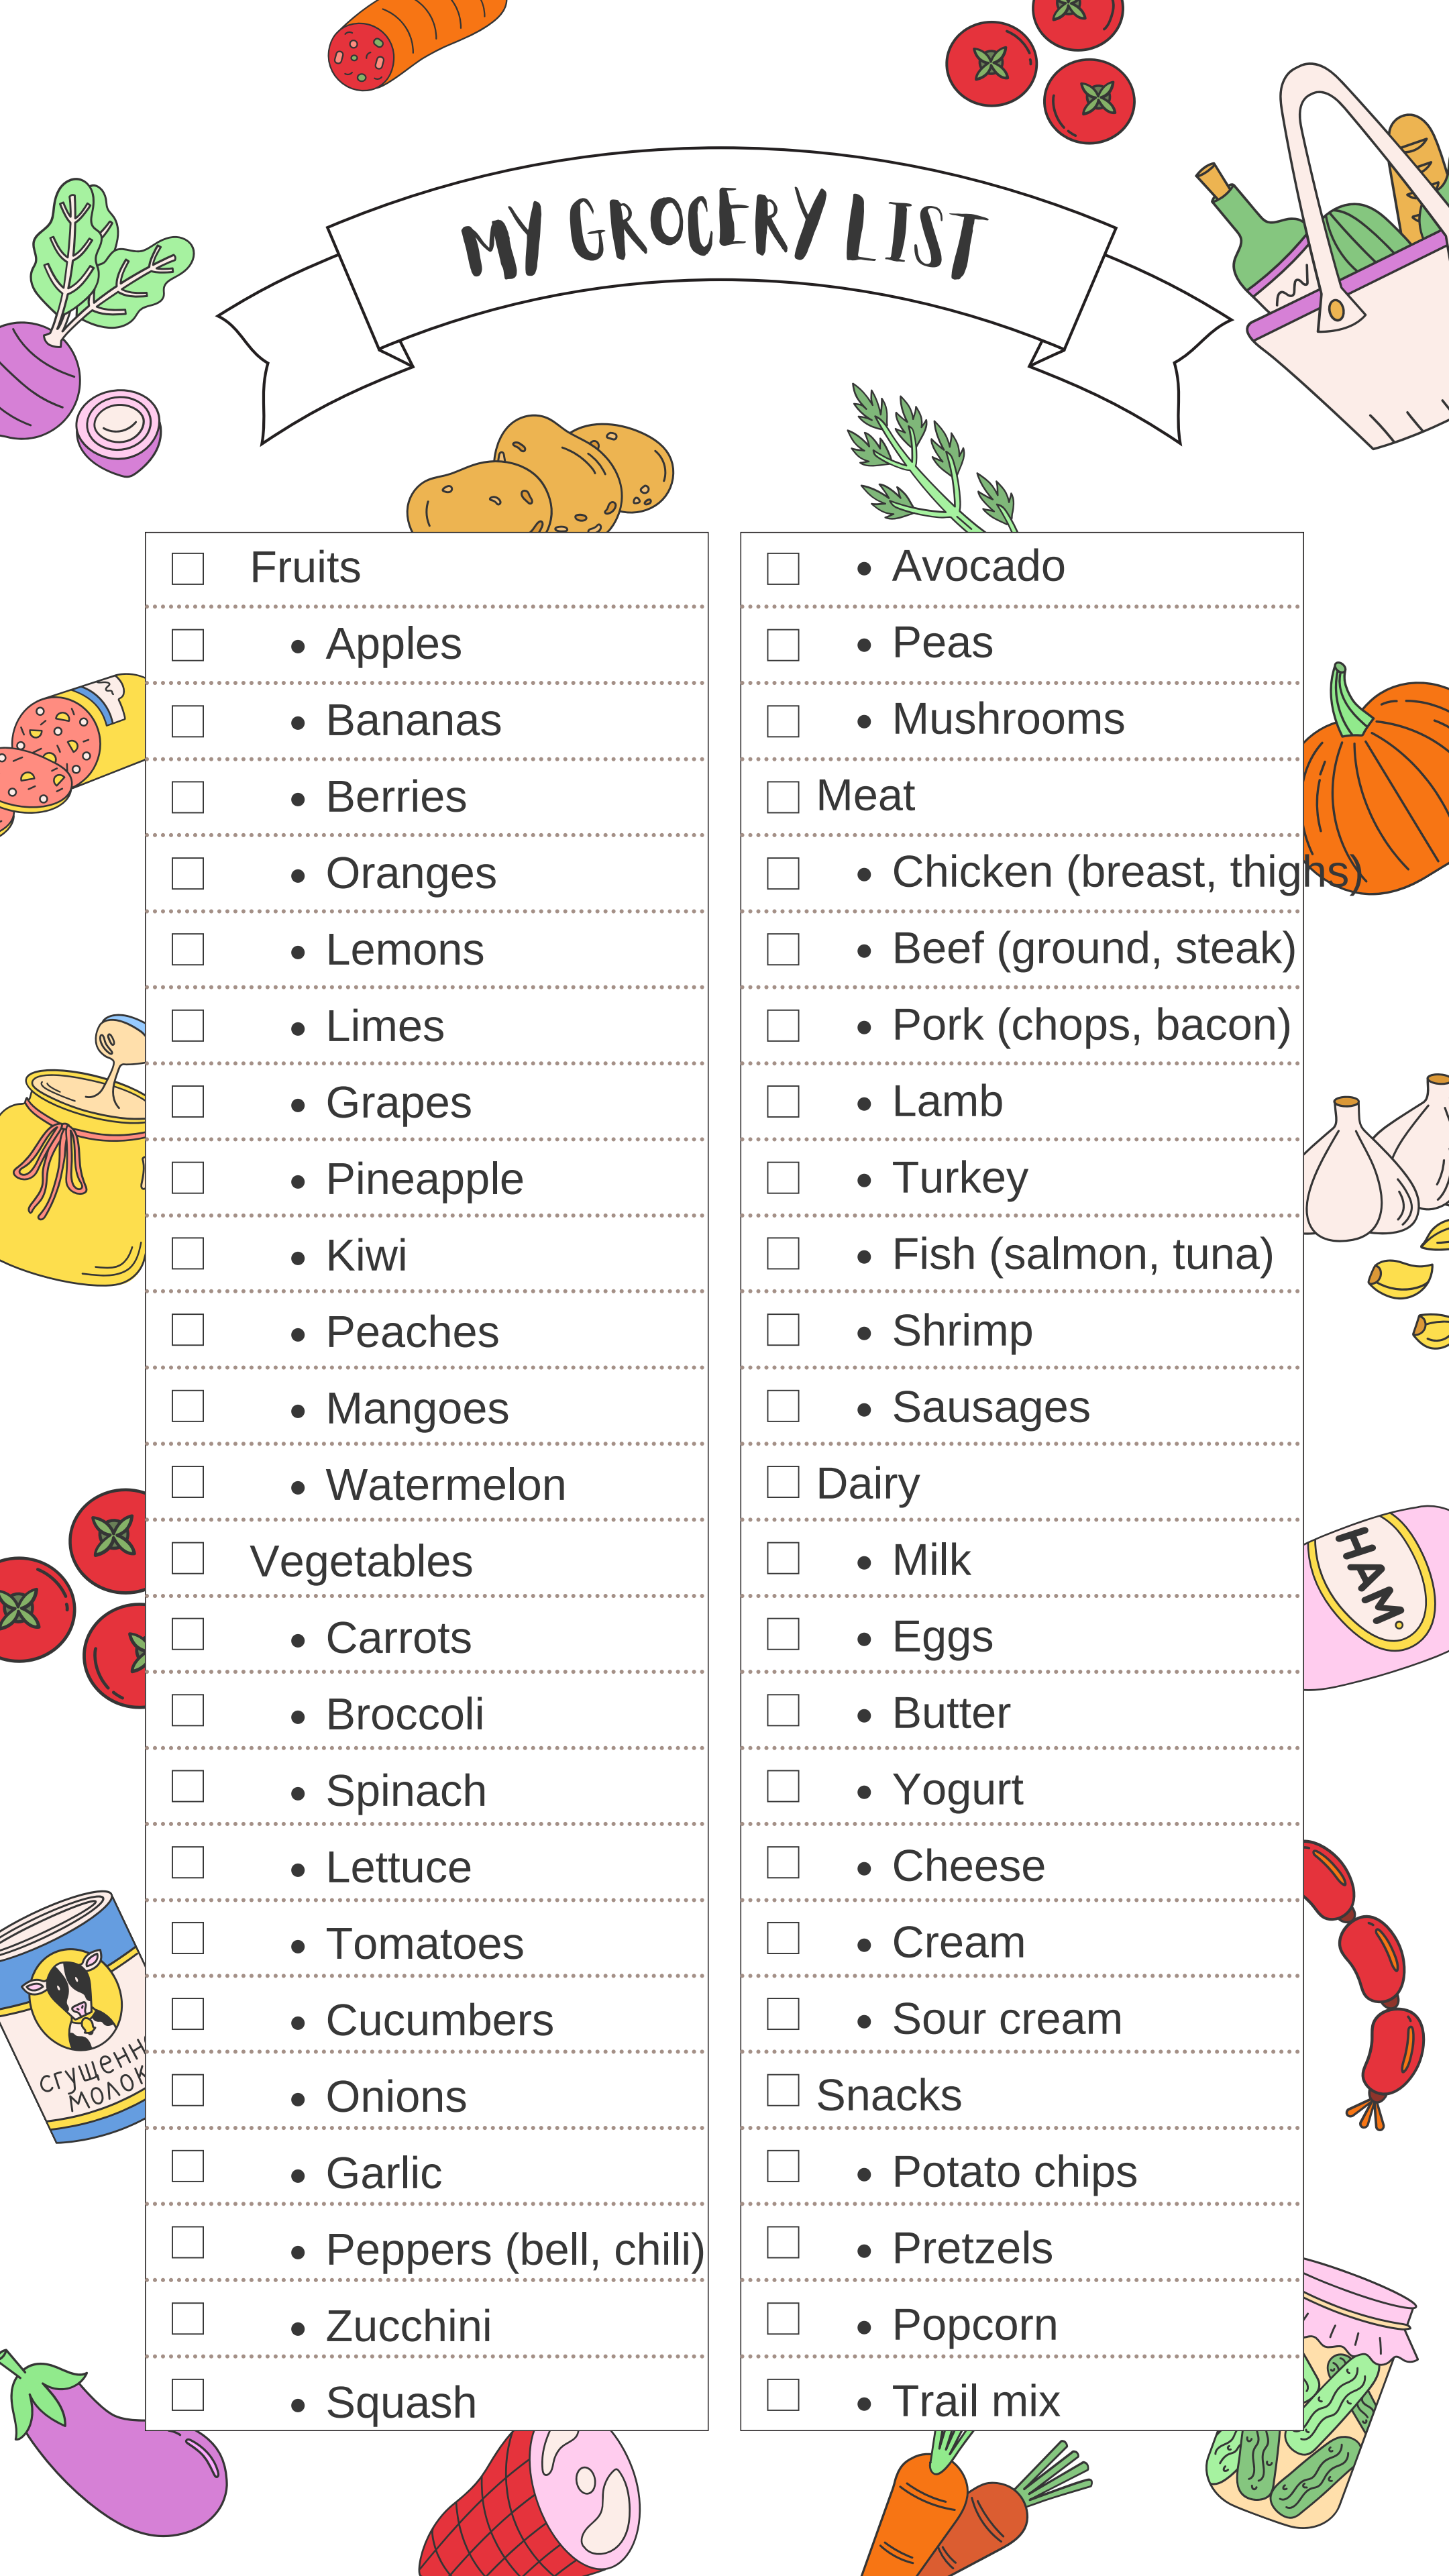 MY GROCERY LIST
Fruits
• Apples
• Bananas
• Berries
• Oranges
• Lemons
• Limes
• Grapes
• Pineapple
• Kiwi
• Peaches
• Mangoes
• Watermelon
Vegetables
• Carrots
• Broccoli
• Spinach
• Lettuce
• Tomatoes
• Cucumbers
• Onions
• Garlic
• Peppers (bell, chili)
• Zucchini
• Squash
• Avocado
• Peas
• Mushrooms
Meat
• Chicken (breast, thighs)
• Beef (ground, steak)
• Pork (chops, bacon)
• Lamb
• Turkey
• Fish (salmon, tuna)
• Shrimp
• Sausages
Dairy
• Milk
• Eggs
• Butter
• Yogurt
• Cheese
• Cream
• Sour cream
Snacks
• Potato chips
• Pretzels
• Popcorn
• Trail mix
HAM